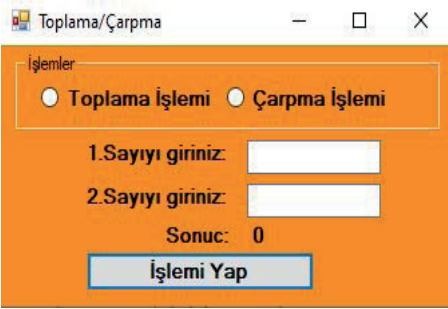 Toplama/Çarpma
İşlemler
Toplama İşlemi Çarpma İşlemi
1.Sayıyı giriniz:
2.Sayıyı giriniz:
Sonuc: 0
İşlemi Yap